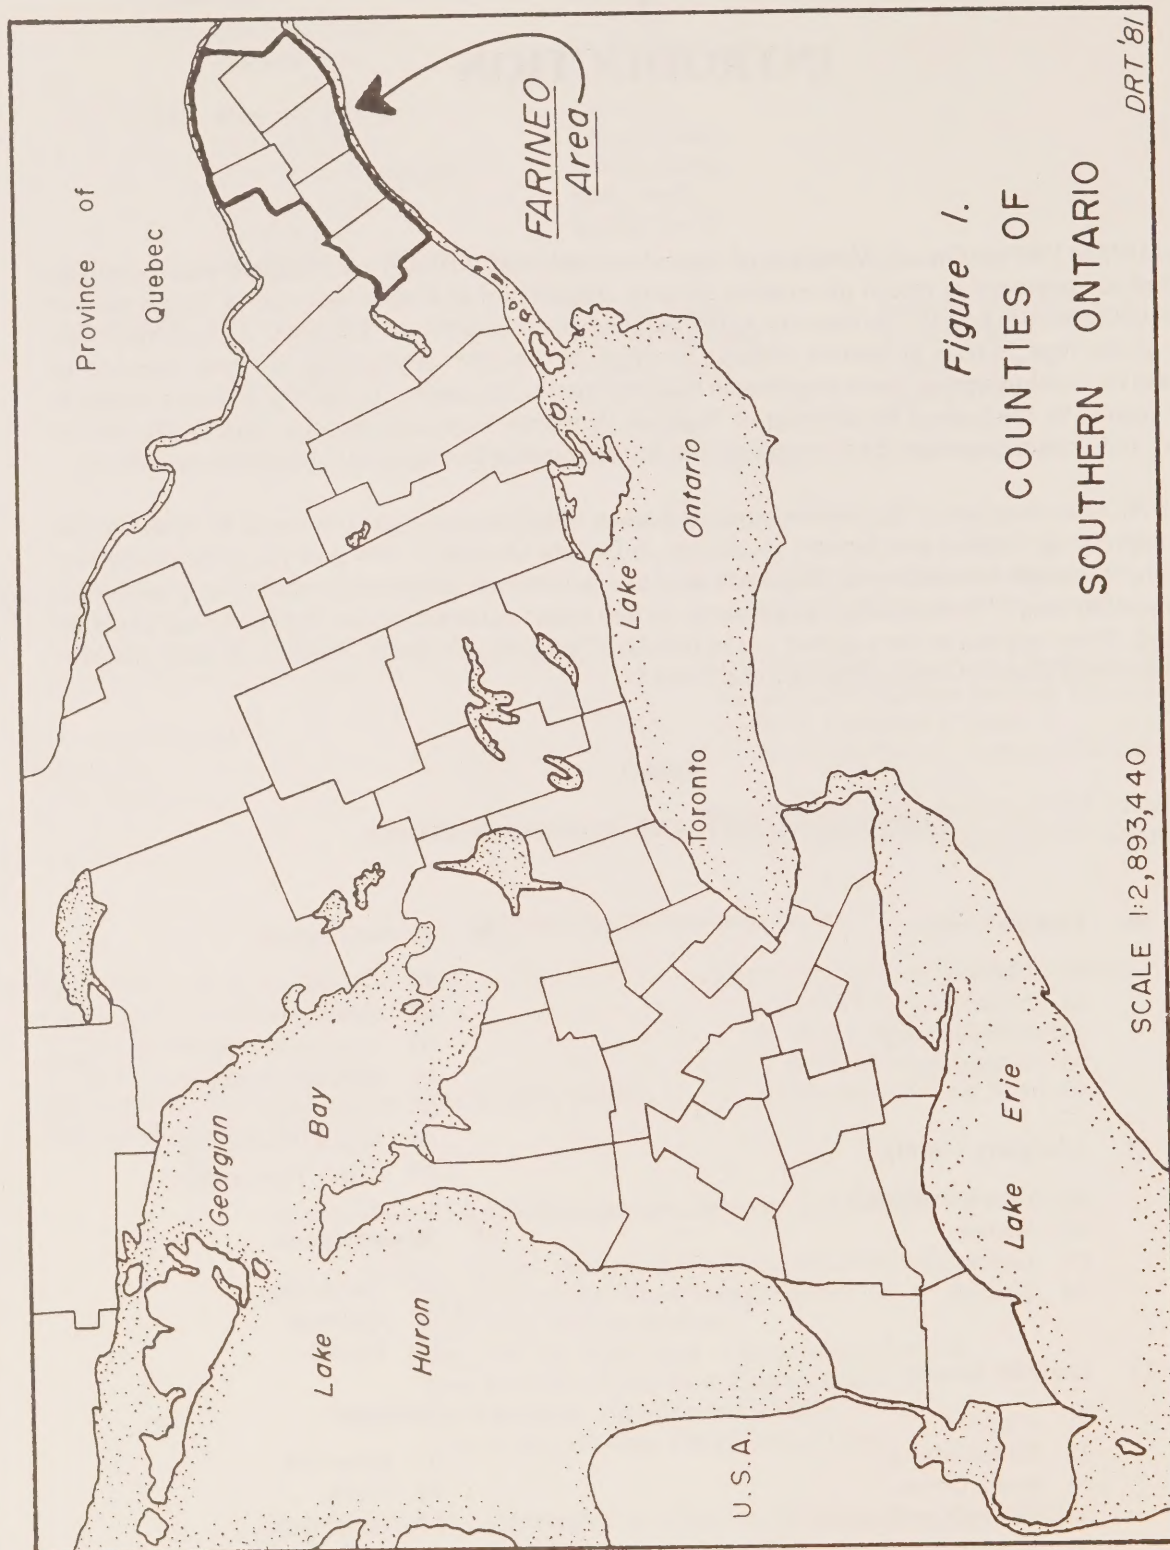 Province of
Quebec
FARINEO
Area
Georgian
Bay
Lake
Huron
Lake
Ontario
Toronto
Lake Erie
U.S.A.
Figure 1.
COUNTIES OF
SOUTHERN ONTARIO
SCALE 1:2,893,440
DRT '81